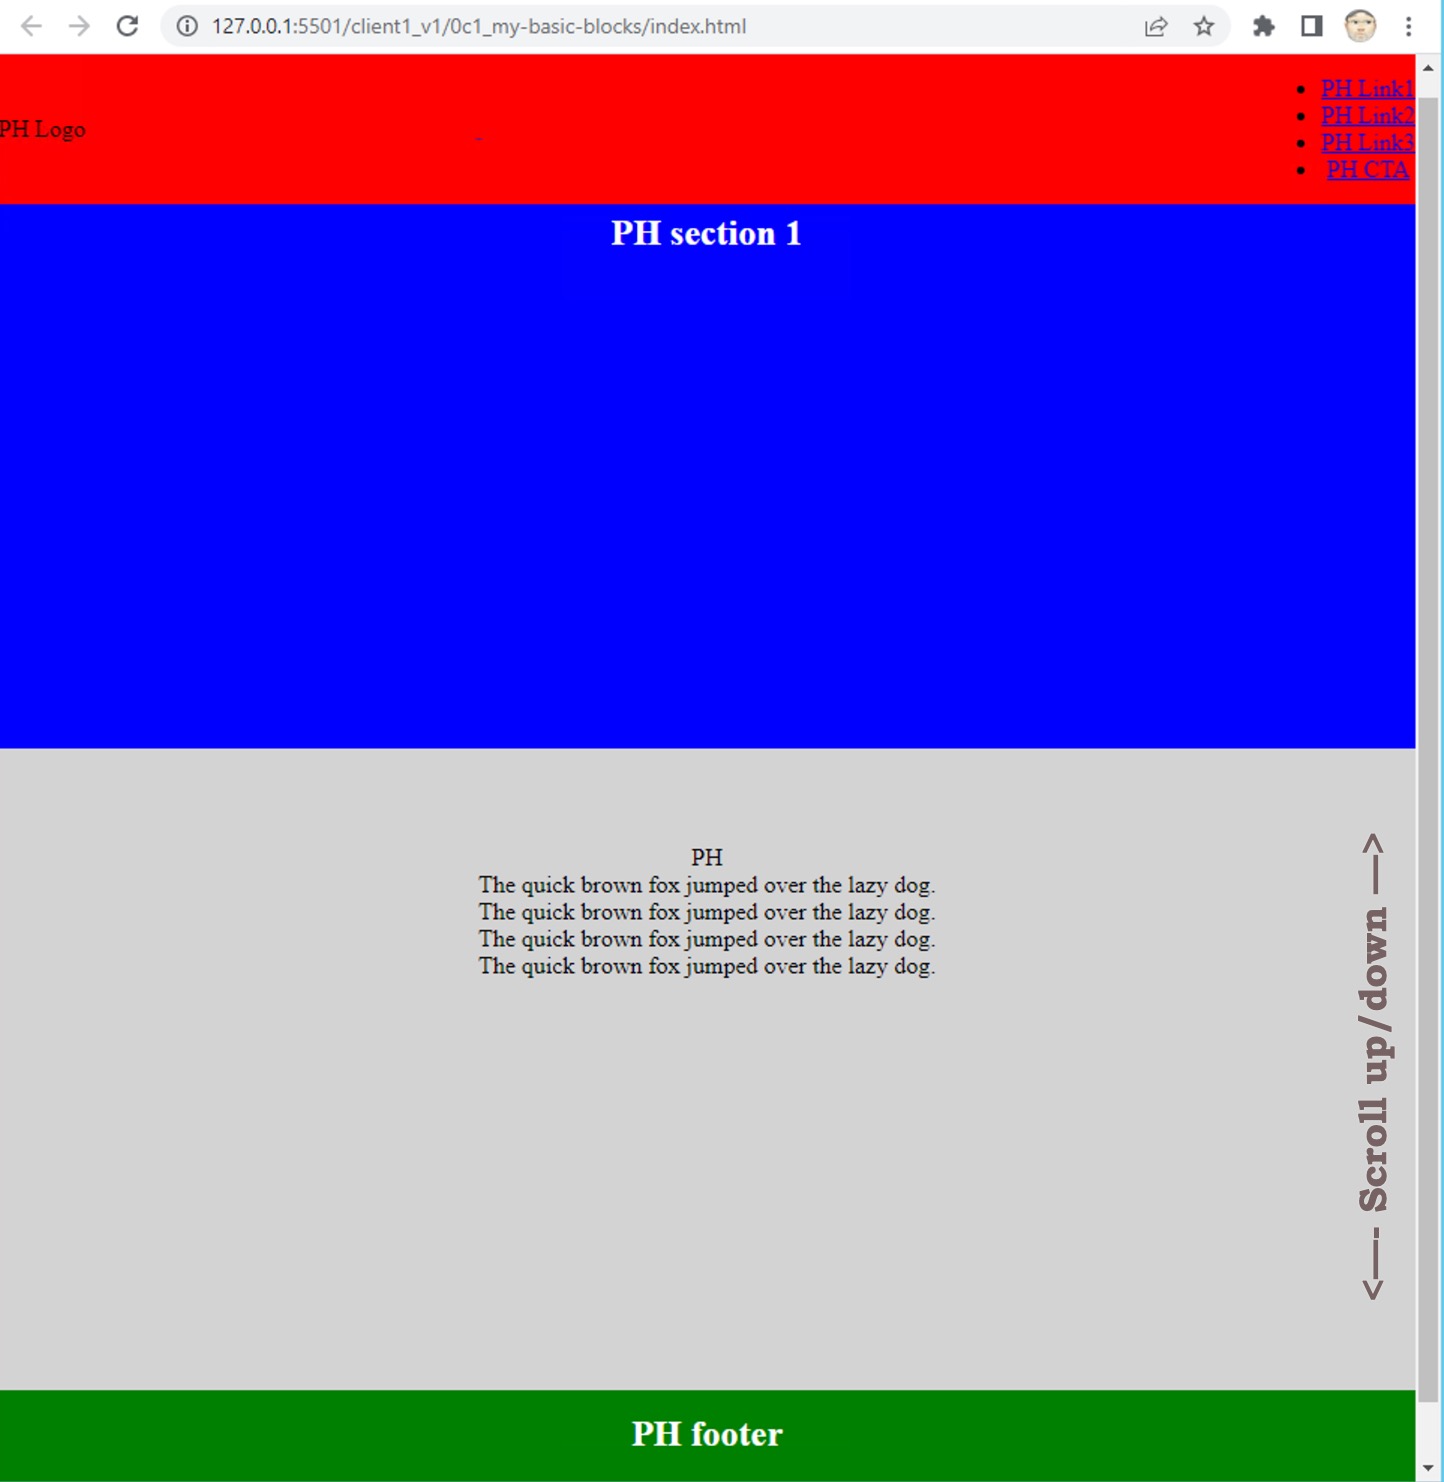 127.0.0.1:5501/client1_v1/0c1_my-basic-blocks/index.html
PH Logo
PH Link1
PH Link2
PH Link3
PH CTA
PH section 1
PH
The quick brown fox jumped over the lazy dog.
The quick brown fox jumped over the lazy dog.
The quick brown fox jumped over the lazy dog.
The quick brown fox jumped over the lazy dog.
<---- Scroll up/down --->
PH footer